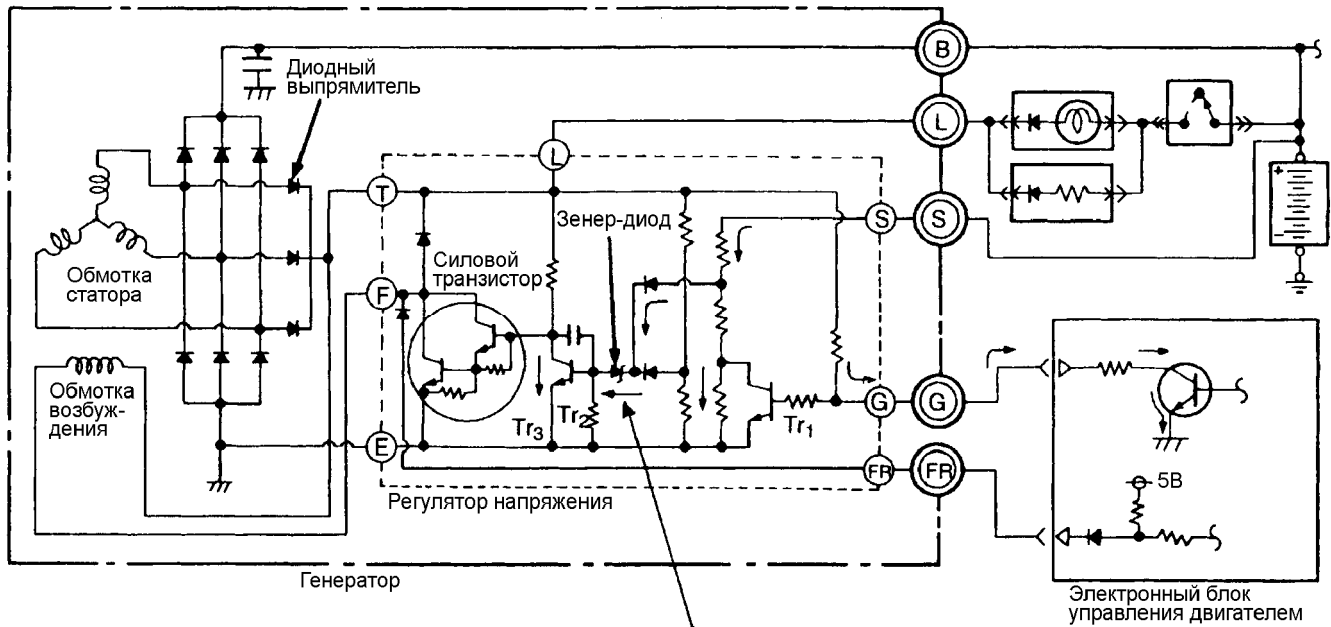 Диодный
выпрямитель
B
L
S
G
FR
L
T
F
E
S
G
FR
Зенер-диод
Силовой
транзистор
Обмотка
статора
Обмотка
возбуж-
дения
Tr3
Tr2
Tr1
+
-
5В
Регулятор напряжения
Генератор
Электронный блок
управления двигателем